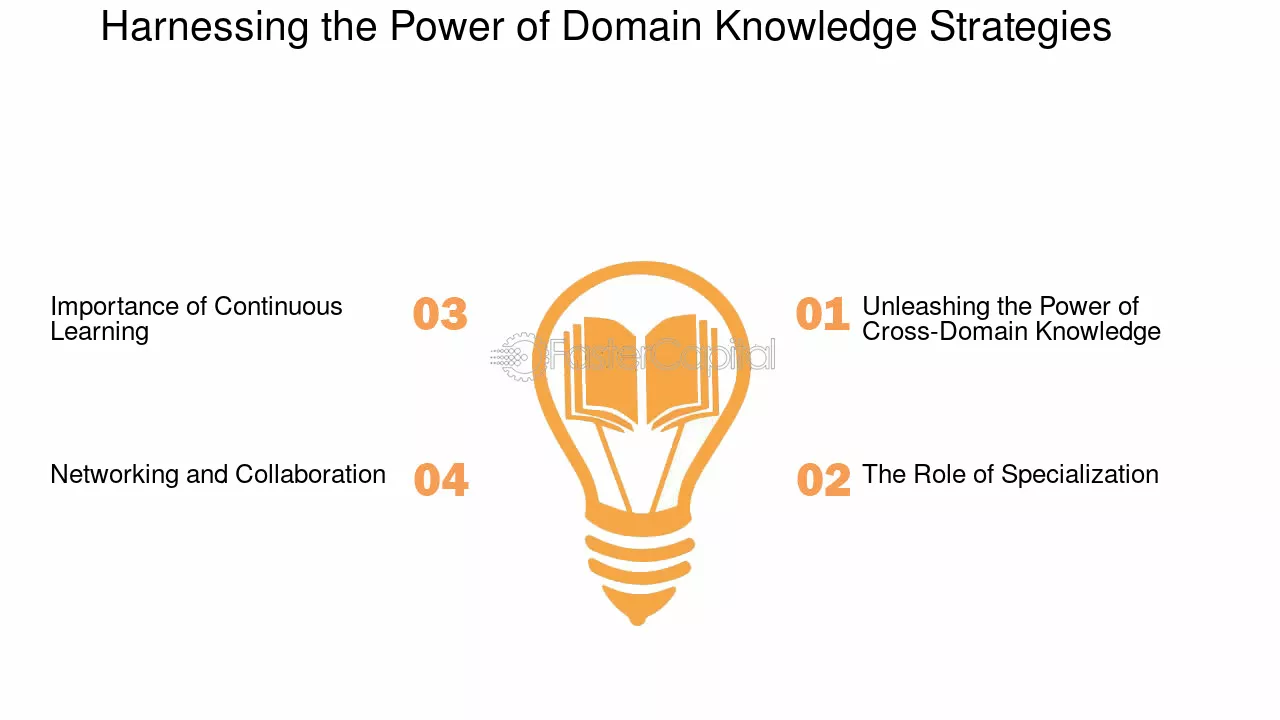 Harnessing the Power of Domain Knowledge Strategies
01
Unleashing the Power of
Cross-Domain Knowledge
02
The Role of Specialization
03
Importance of Continuous
Learning
04
Networking and Collaboration
FasterCapital